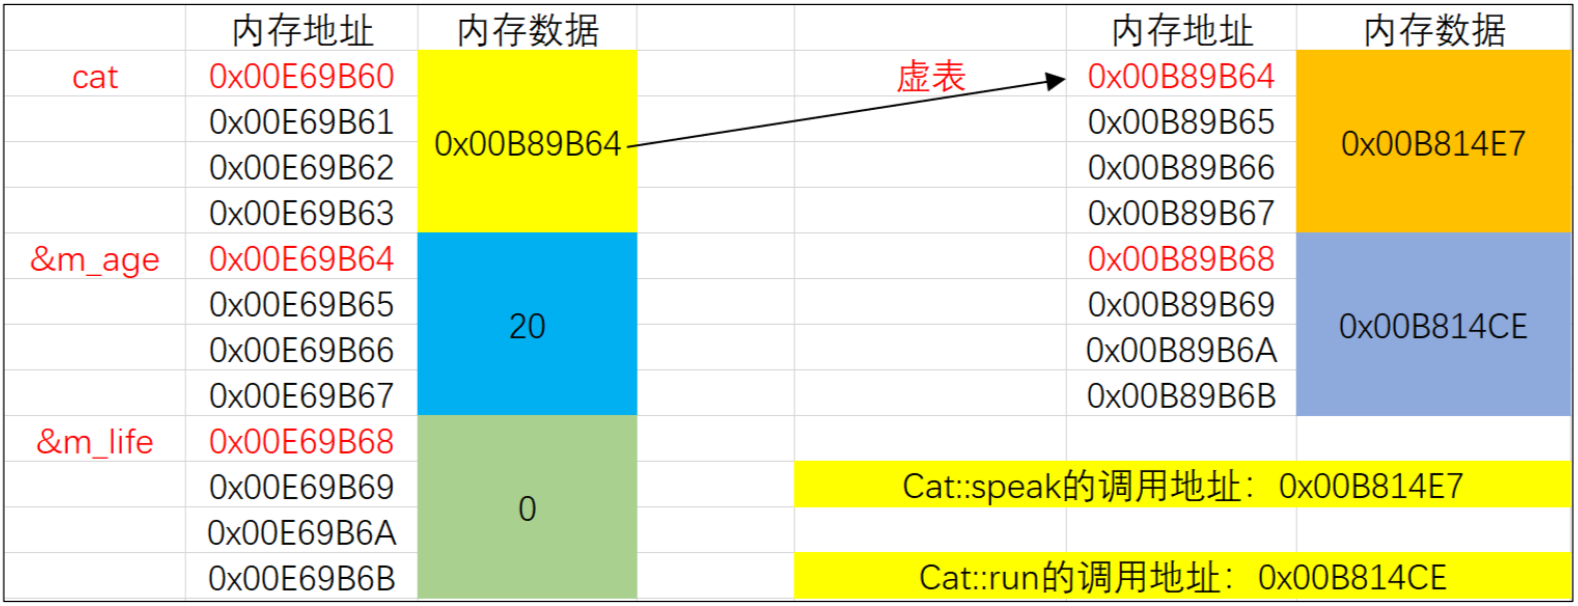 内存地址 内存数据 内存地址 内存数据
cat 0x00E69B60 虚表 0x00B89B64
0x00E69B61 0x00B89B65
0x00B89B64 0x00B814E7
0x00E69B62 0x00B89B66
0x00E69B63 0x00B89B67
&m_age 0x00E69B64 0x00B89B68
0x00E69B65 0x00B89B69
20 0x00B814CE
0x00E69B66 0x00B89B6A
0x00E69B67 0x00B89B6B
&m_life 0x00E69B68
0x00E69B69 Cat::speak的调用地址：0x00B814E7
0
0x00E69B6A
0x00E69B6B Cat::run的调用地址：0x00B814CE